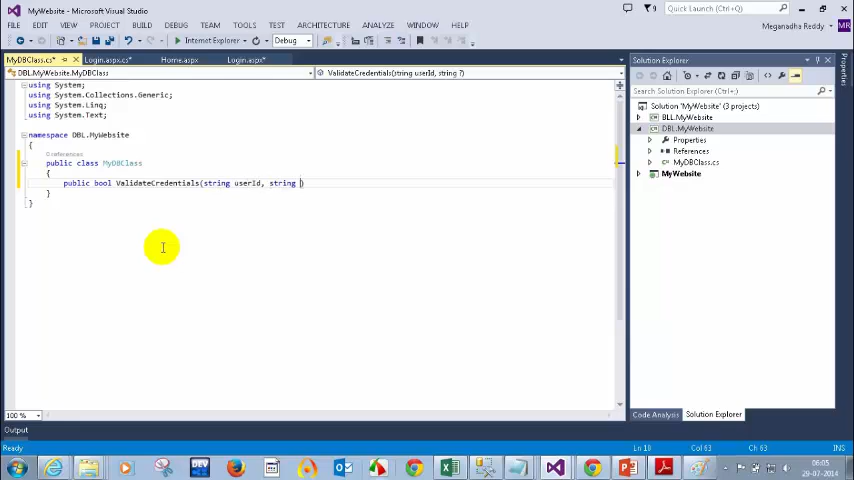 MyWebsite - Microsoft Visual Studio
Quick Launch (Ctrl+Q)
FILE EDIT VIEW PROJECT BUILD DEBUG TEAM TOOLS TEST ARCHITECTURE ANALYZE WINDOW HELP
Meganadha Reddy MR
Internet Explorer Debug
MyDBClass.cs* Login.aspx.cs* Home.aspx Login.aspx*
DBL.MyWebsite.MyDBClass ValidateCredentials(string userId, string ?)
using System;
using System.Collections.Generic;
using System.Linq;
using System.Text;
namespace DBL.MyWebsite
{
0 references
public class MyDBClass
{
public bool ValidateCredentials(string userId, string )
}
}
100 %
Solution Explorer
Search Solution Explorer (Ctrl+;)
Solution 'MyWebsite' (3 projects)
BLL.MyWebsite
DBL.MyWebsite
Properties
References
MyDBClass.cs
MyWebsite
Code Analysis Solution Explorer
Properties
Output
Ready Ln 10 Col 63 Ch 63 INS
DEV
06:05
29-07-2014